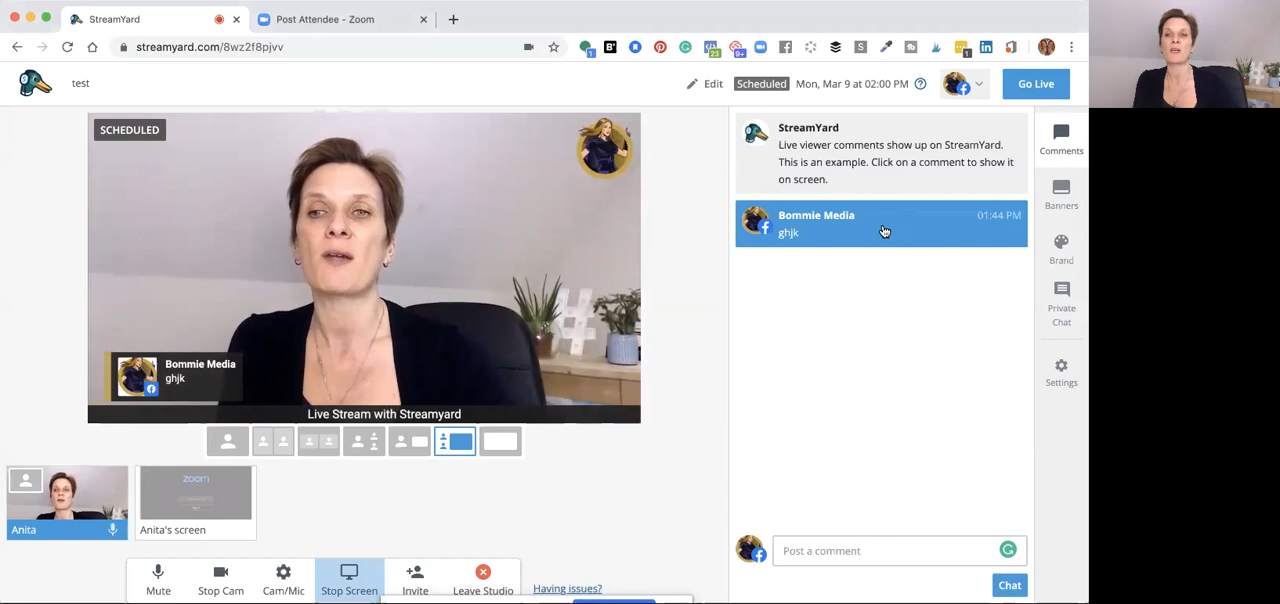 StreamYard
Post Attendee - Zoom
streamyard.com/8wz2f8pjvv
1
23
9+
1
test
Edit
Scheduled
Mon, Mar 9 at 02:00 PM
Go Live
SCHEDULED
Bommie Media
ghjk
Live Stream with Streamyard
StreamYard
Live viewer comments show up on StreamYard.
This is an example. Click on a comment to show it
on screen.
Bommie Media
01:44 PM
ghjk
Comments
Banners
Brand
Private
Chat
Settings
zoom
Anita
Anita's screen
Post a comment
Chat
Mute
Stop Cam
Cam/Mic
Stop Screen
Invite
Leave Studio
Having issues?